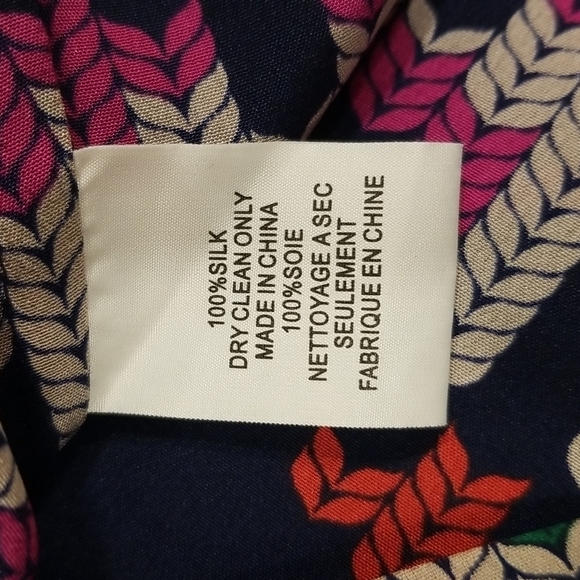 100%SILK
DRY CLEAN ONLY
MADE IN CHINA
100%SOIE
NETTOYAGE A SEC
SEULEMENT
FABRIQUE EN CHINE